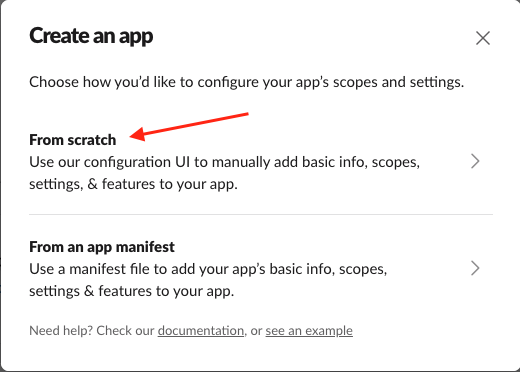 Create an app
Choose how you'd like to configure your app's scopes and settings.
From scratch
Use our configuration UI to manually add basic info, scopes,
settings, & features to your app.
From an app manifest
Use a manifest file to add your app's basic info, scopes,
settings & features to your app.
Need help? Check our documentation, or see an example